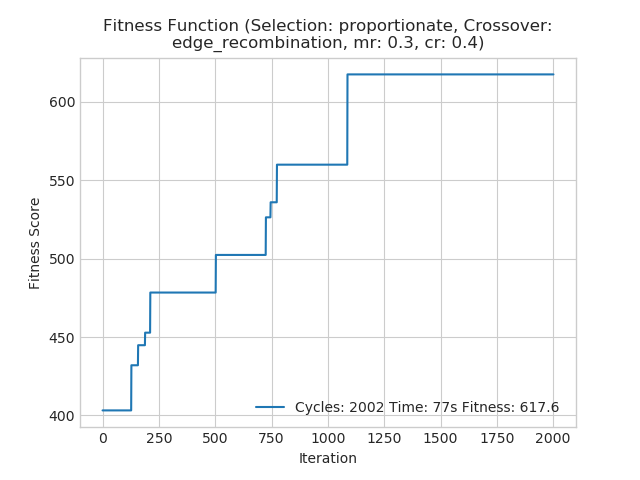 Fitness Function (Selection: proportionate, Crossover:
edge_recombination, mr: 0.3, cr: 0.4)
600
550
500
450
400
Fitness Score
Cycles: 2002 Time: 77s Fitness: 617.6
0 250 500 750 1000 1250 1500 1750 2000
Iteration